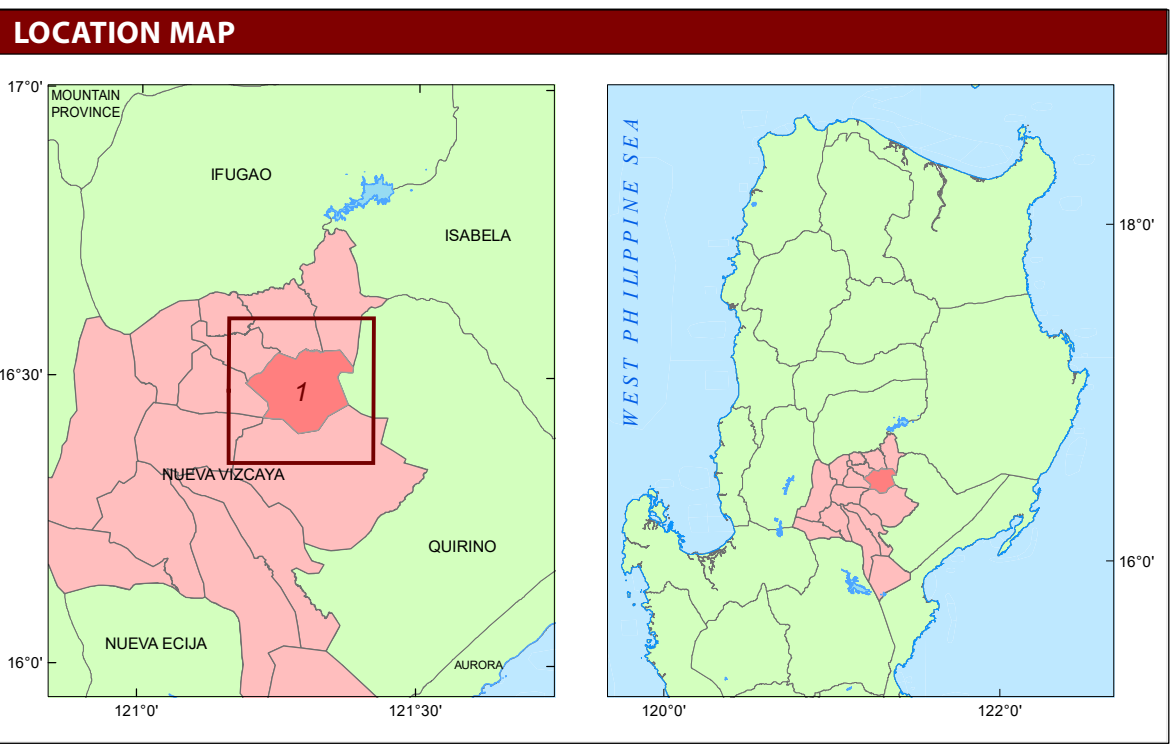 LOCATION MAP
17°0'
MOUNTAIN
PROVINCE
IFUGAO
ISABELA
16°30'
1
NUEVA VIZCAYA
QUIRINO
NUEVA ECIJA
16°0'
AURORA
121°0'
121°30'
WEST PHILIPPINE SEA
18°0'
16°0'
120°0'
122°0'